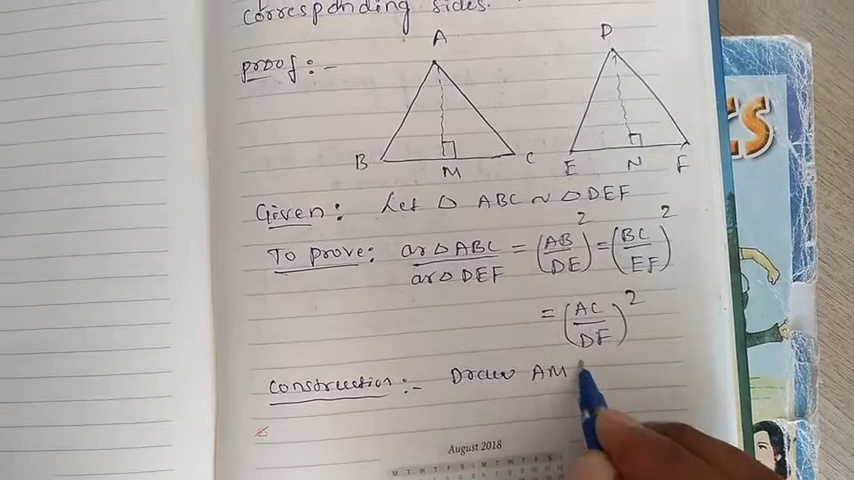 corresponding sides.
proof :-
A
D
B
M
C
E
N
F
Given : Let △ ABC ~ △ DEF
To prove : ar△ABC / ar△DEF = (AB/DE)² = (BC/EF)²
= (AC/DF)²
Construction :- Draw AM
August 2018
M T W T F S S M T W T F S S
CS